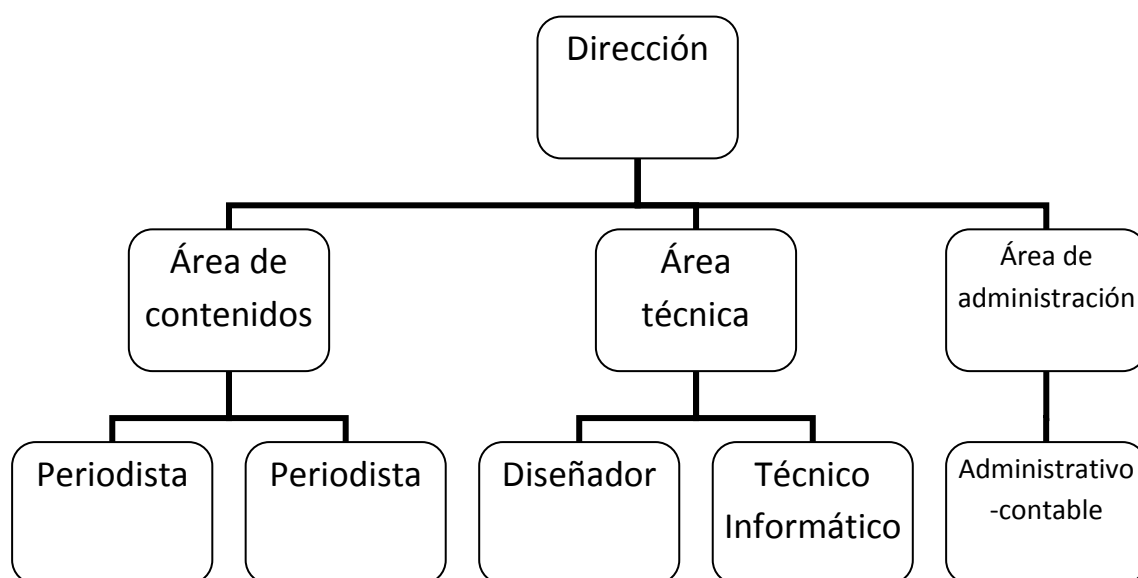 Dirección
Área de
contenidos
Área
técnica
Área de
administración
Periodista
Periodista
Diseñador
Técnico
Informático
Administrativo
-contable